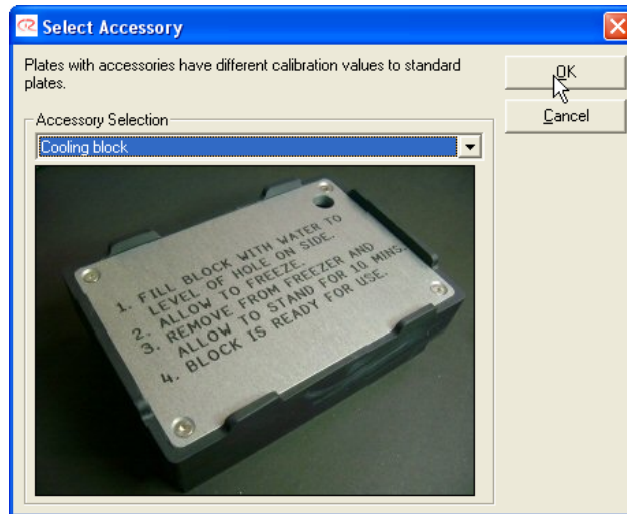 Select Accessory
Plates with accessories have different calibration values to standard
plates.
OK
Cancel
Accessory Selection
Cooling block
1. FILL BLOCK WITH WATER TO
LEVEL OF HOLE ON SIDE.
2. ALLOW TO FREEZE.
3. REMOVE FROM FREEZER AND
ALLOW TO STAND FOR 10 MINS.
4. BLOCK IS READY FOR USE.